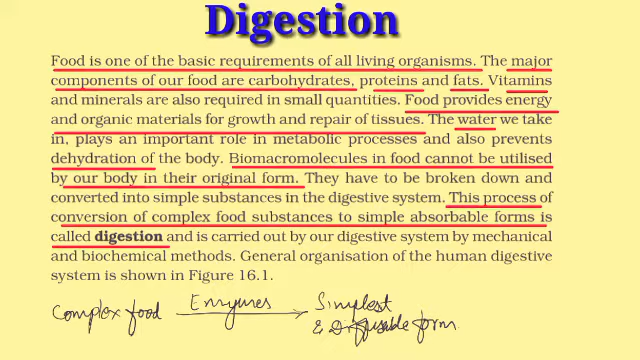 Digestion
Food is one of the basic requirements of all living organisms. The major
components of our food are carbohydrates, proteins and fats. Vitamins
and minerals are also required in small quantities. Food provides energy
and organic materials for growth and repair of tissues. The water we take
in, plays an important role in metabolic processes and also prevents
dehydration of the body. Biomacromolecules in food cannot be utilised
by our body in their original form. They have to be broken down and
converted into simple substances in the digestive system. This process of
conversion of complex food substances to simple absorbable forms is
called digestion and is carried out by our digestive system by mechanical
and biochemical methods. General organisation of the human digestive
system is shown in Figure 16.1.
Complex food Enzymes Simplest
& Diffusable form